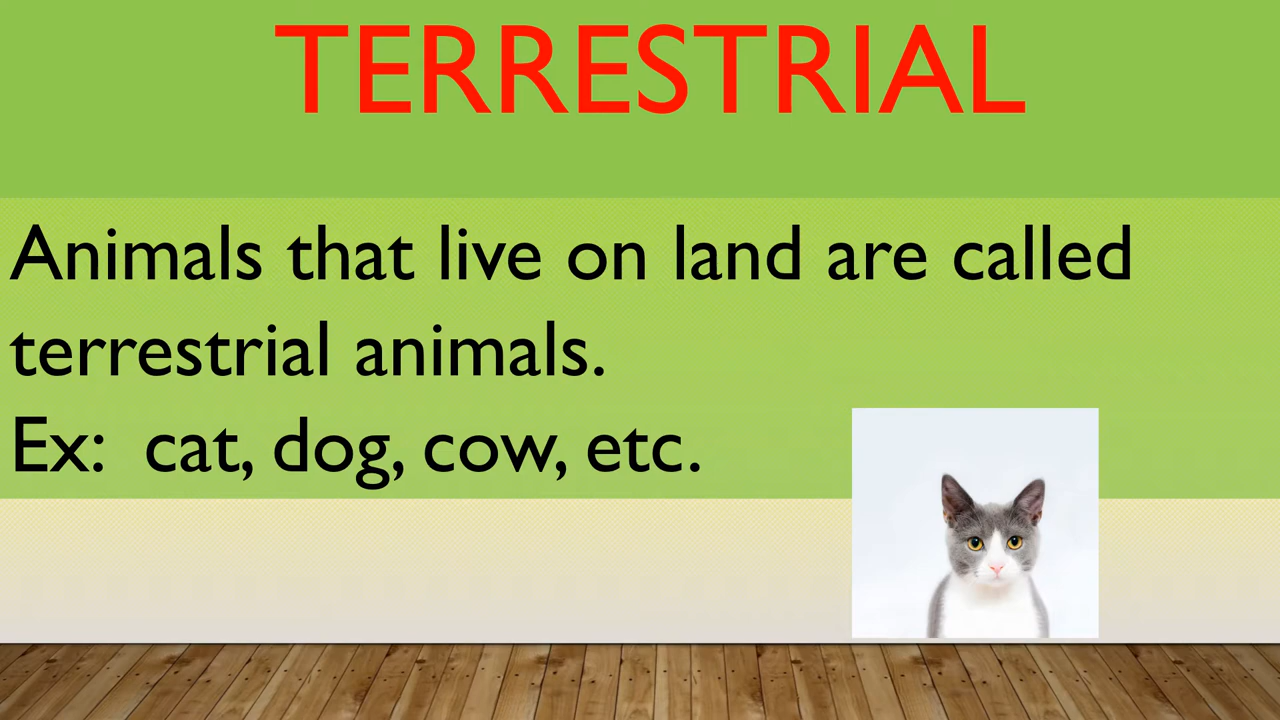 TERRESTRIAL
Animals that live on land are called
terrestrial animals.
Ex:  cat, dog, cow, etc.